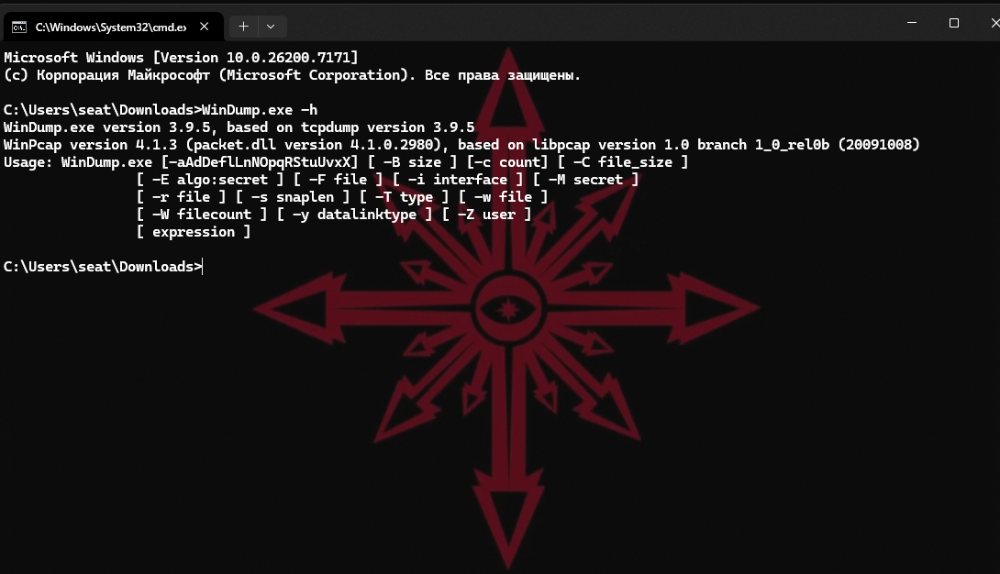 C:\Windows\System32\cmd.ex
Microsoft Windows [Version 10.0.26200.7171]
(c) Корпорация Майкрософт (Microsoft Corporation). Все права защищены.
C:\Users\seat\Downloads>WinDump.exe -h
WinDump.exe version 3.9.5, based on tcpdump version 3.9.5
WinPcap version 4.1.3 (packet.dll version 4.1.0.2980), based on libpcap version 1.0 branch 1_0_rel0b (20091008)
Usage: WinDump.exe [-aAdDeflLnNOpqRStuUvxX] [ -B size ] [-c count] [ -C file_size ]
[ -E algo:secret ] [ -F file ] [ -i interface ] [ -M secret ]
[ -r file ] [ -s snaplen ] [ -T type ] [ -w file ]
[ -W filecount ] [ -y datalinktype ] [ -Z user ]
[ expression ]
C:\Users\seat\Downloads>